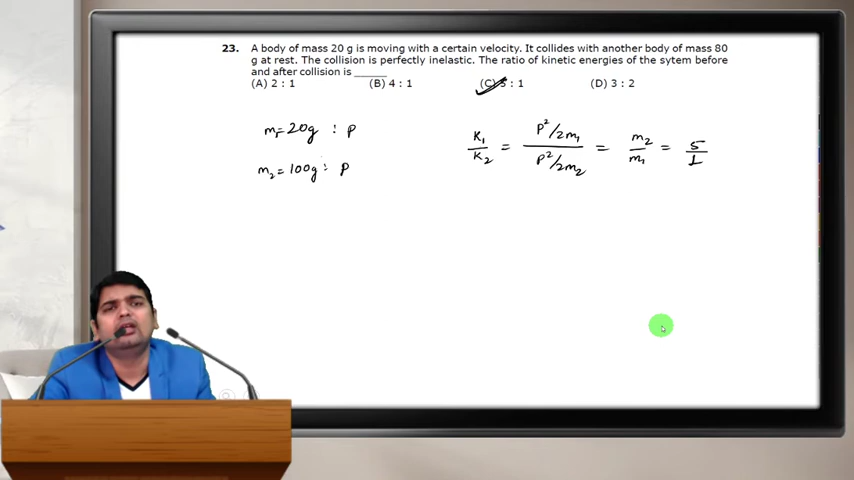 23. A body of mass 20 g is moving with a certain velocity. It collides with another body of mass 80
g at rest. The collision is perfectly inelastic. The ratio of kinetic energies of the sytem before
and after collision is ______
(A) 2 : 1 (B) 4 : 1 (C) 5 : 1 (D) 3 : 2
m₁=20g : p
m₂=100g : p
K₁/K₂ = (P²/2m₁)/(P²/2m₂) = m₂/m₁ = 5/1